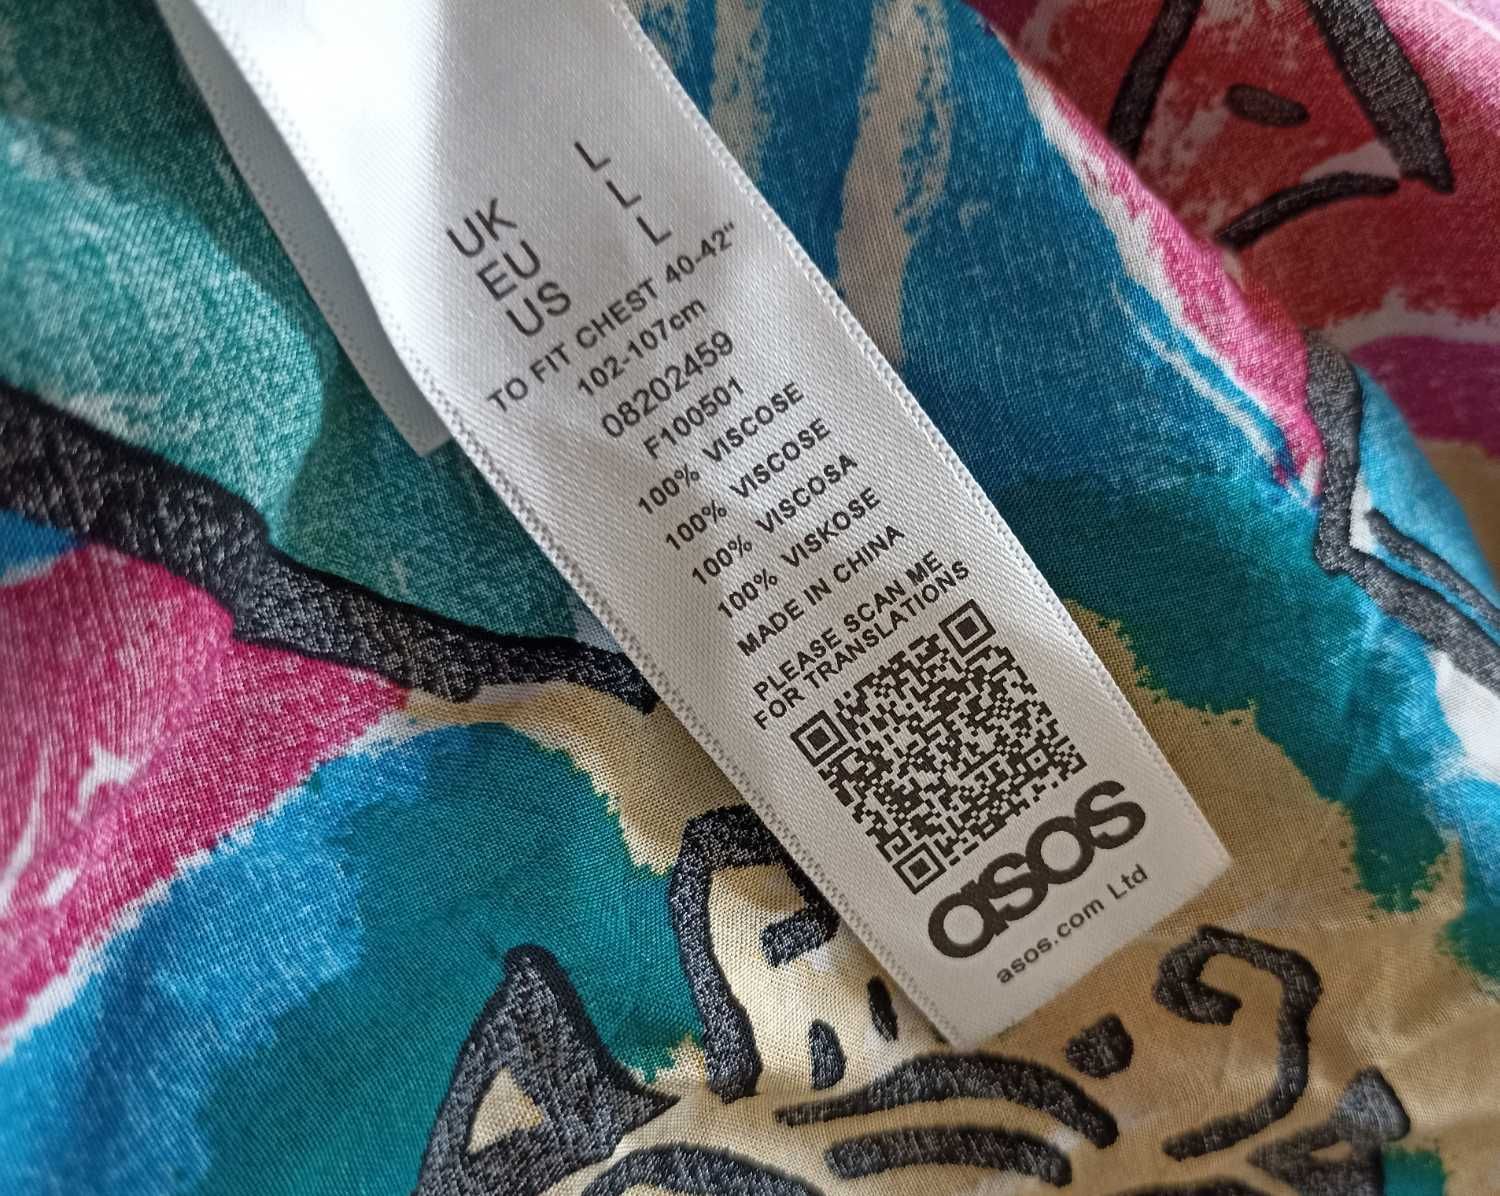 UK L
EU L
US L
TO FIT CHEST 40-42"
102-107cm
08202459
F100501
100% VISCOSE
100% VISCOSE
100% VISCOSA
100% VISKOSE
MADE IN CHINA
PLEASE SCAN ME
FOR TRANSLATIONS
asos
asos.com Ltd